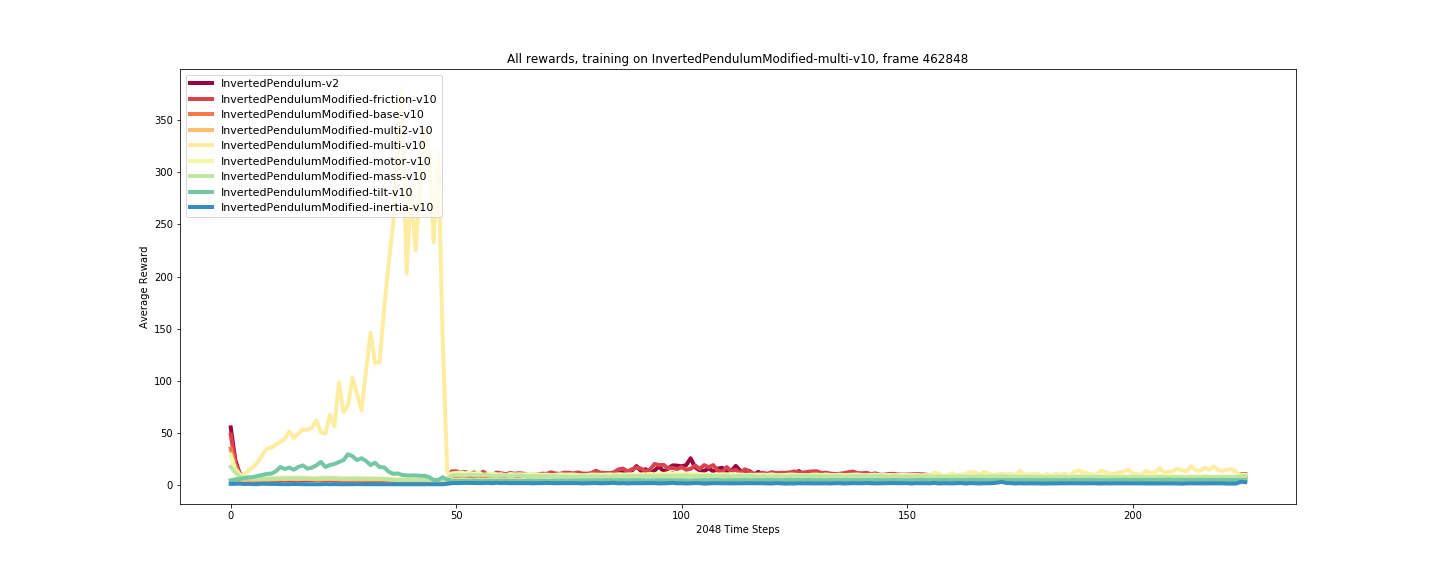 All rewards, training on InvertedPendulumModified-multi-v10, frame 462848
InvertedPendulum-v2
InvertedPendulumModified-friction-v10
InvertedPendulumModified-base-v10
InvertedPendulumModified-multi2-v10
InvertedPendulumModified-multi-v10
InvertedPendulumModified-motor-v10
InvertedPendulumModified-mass-v10
InvertedPendulumModified-tilt-v10
InvertedPendulumModified-inertia-v10
350
300
250
200
150
100
50
0
Average Reward
0 50 100 150 200
2048 Time Steps